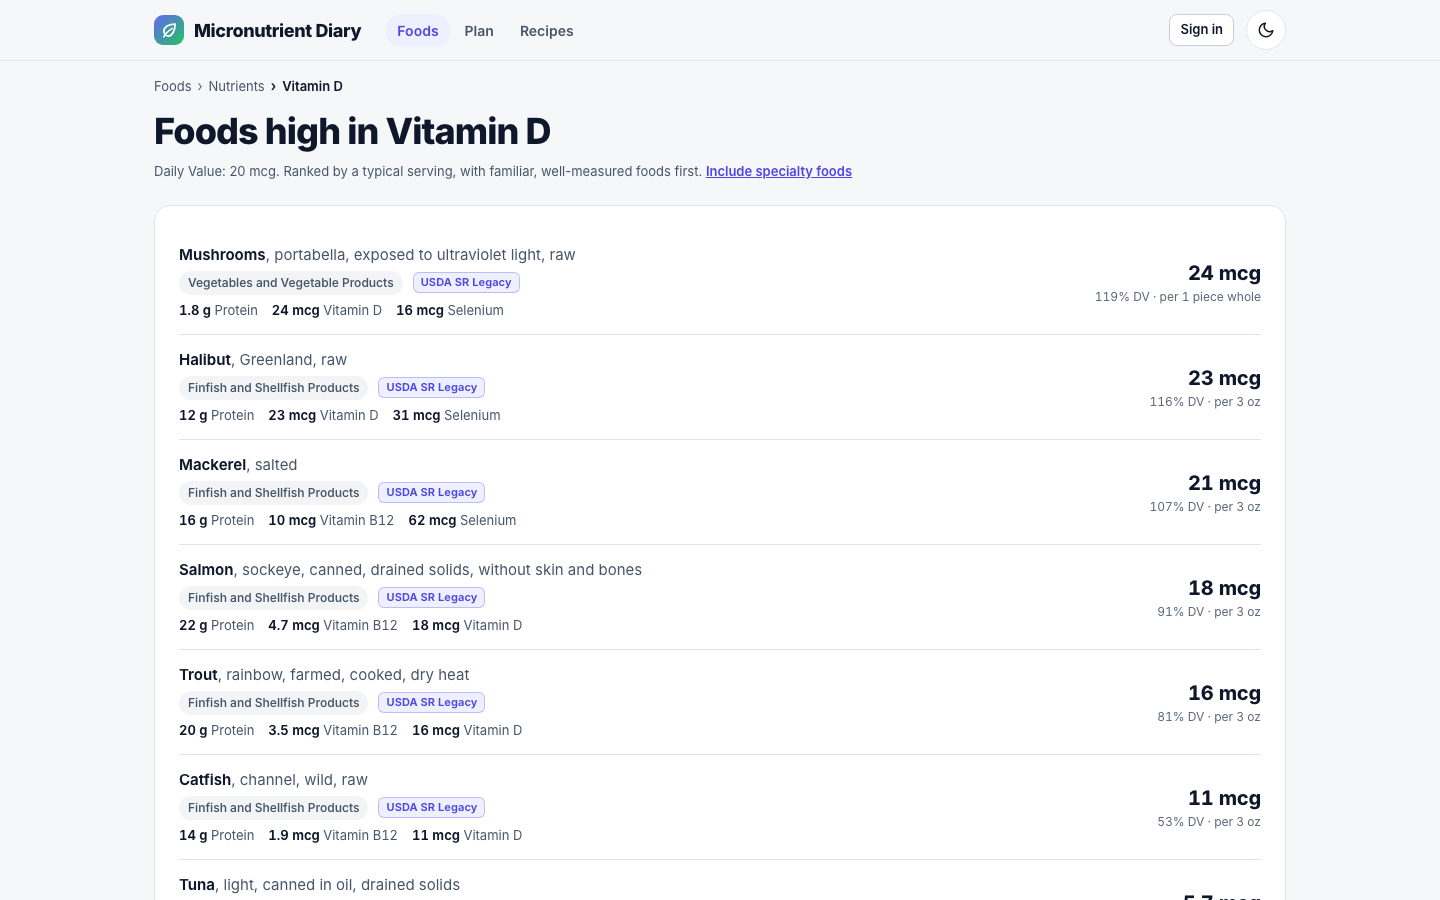 Micronutrient Diary
Foods
Plan
Recipes
Sign in
Foods › Nutrients › Vitamin D
Foods high in Vitamin D
Daily Value: 20 mcg. Ranked by a typical serving, with familiar, well-measured foods first. Include specialty foods
Mushrooms, portabella, exposed to ultraviolet light, raw
Vegetables and Vegetable Products
USDA SR Legacy
1.8 g Protein 24 mcg Vitamin D 16 mcg Selenium
24 mcg
119% DV · per 1 piece whole
Halibut, Greenland, raw
Finfish and Shellfish Products
USDA SR Legacy
12 g Protein 23 mcg Vitamin D 31 mcg Selenium
23 mcg
116% DV · per 3 oz
Mackerel, salted
Finfish and Shellfish Products
USDA SR Legacy
16 g Protein 10 mcg Vitamin B12 62 mcg Selenium
21 mcg
107% DV · per 3 oz
Salmon, sockeye, canned, drained solids, without skin and bones
Finfish and Shellfish Products
USDA SR Legacy
22 g Protein 4.7 mcg Vitamin B12 18 mcg Vitamin D
18 mcg
91% DV · per 3 oz
Trout, rainbow, farmed, cooked, dry heat
Finfish and Shellfish Products
USDA SR Legacy
20 g Protein 3.5 mcg Vitamin B12 16 mcg Vitamin D
16 mcg
81% DV · per 3 oz
Catfish, channel, wild, raw
Finfish and Shellfish Products
USDA SR Legacy
14 g Protein 1.9 mcg Vitamin B12 11 mcg Vitamin D
11 mcg
53% DV · per 3 oz
Tuna, light, canned in oil, drained solids